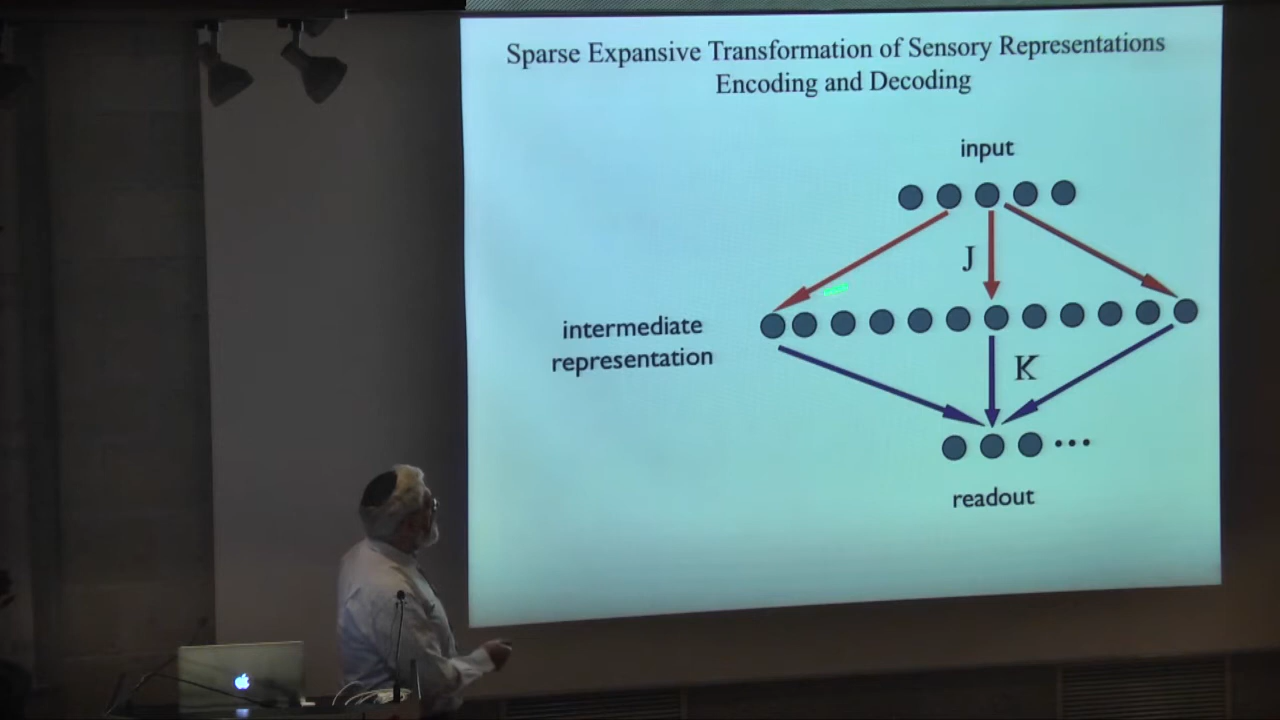 Sparse Expansive Transformation of Sensory Representations
Encoding and Decoding
input
J
intermediate
representation
K
readout